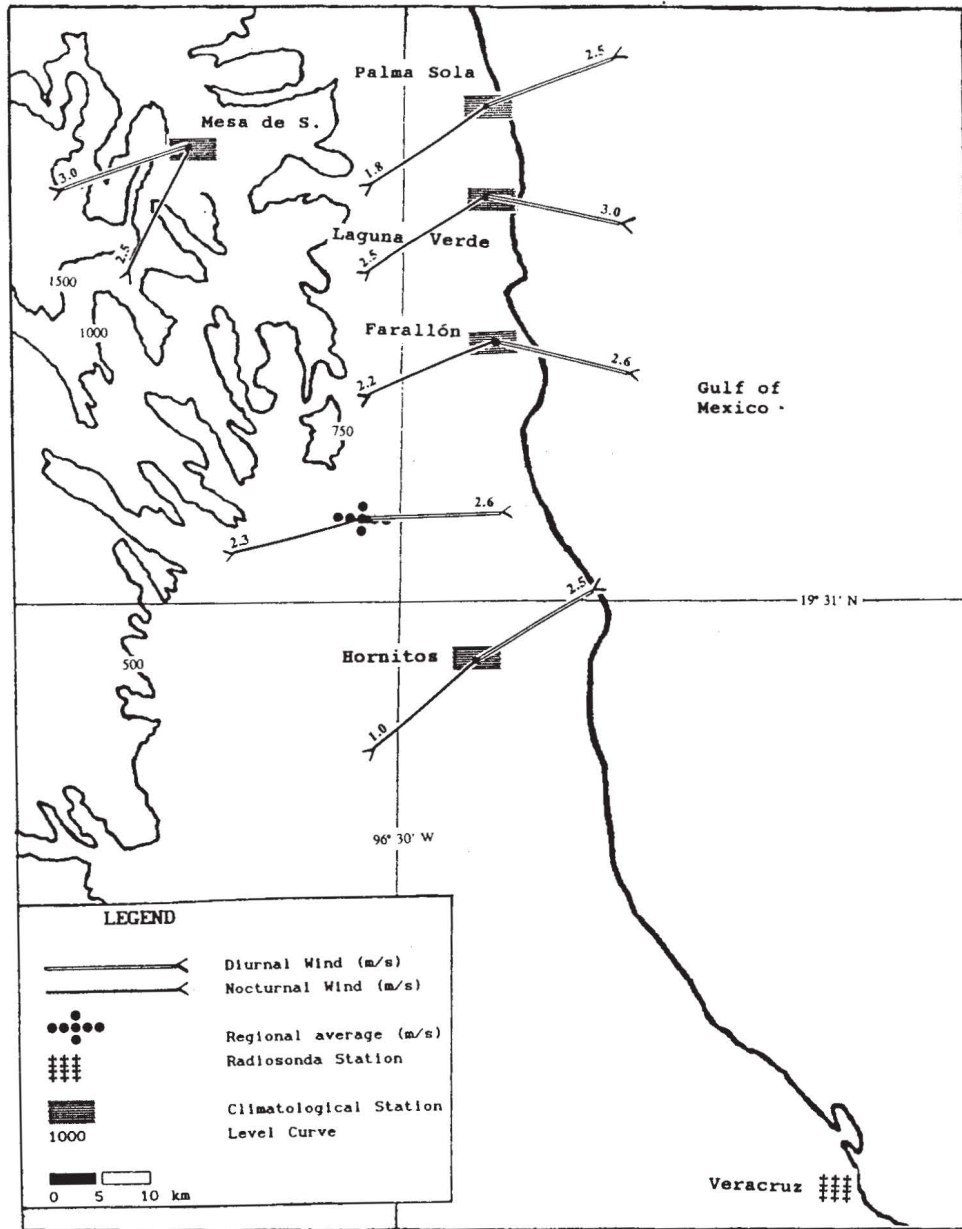 2.5
Palma Sola
Mesa de S.
3.0
1.8
3.0
Laguna Verde
2.5
2.5
1500
1000
Farallón
2.6
2.2
Gulf of
Mexico
750
2.6
2.3
2.5
19° 31' N
Hornitos
500
1.0
96° 30' W
LEGEND
Diurnal Wind (m/s)
Nocturnal Wind (m/s)
Regional average (m/s)
Radiosonda Station
Climatological Station
1000 Level Curve
0 5 10 km
Veracruz